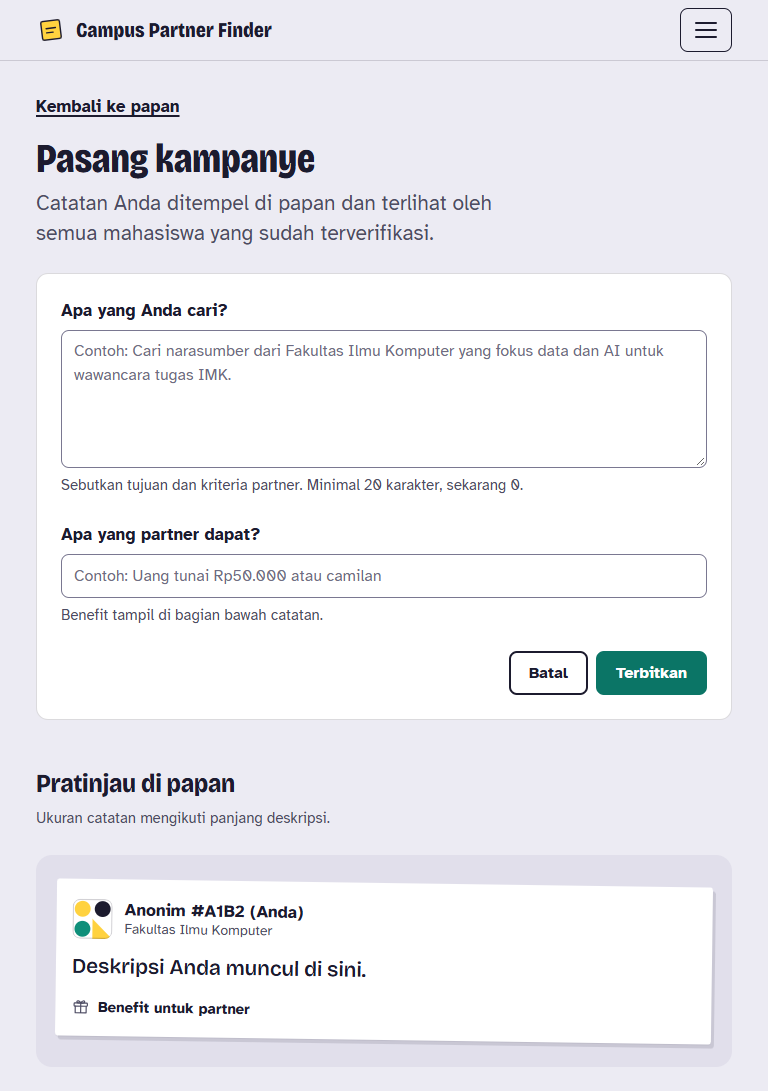 Campus Partner Finder
Kembali ke papan
Pasang kampanye
Catatan Anda ditempel di papan dan terlihat oleh
semua mahasiswa yang sudah terverifikasi.
Apa yang Anda cari?
Contoh: Cari narasumber dari Fakultas Ilmu Komputer yang fokus data dan AI untuk
wawancara tugas IMK.
Sebutkan tujuan dan kriteria partner. Minimal 20 karakter, sekarang 0.
Apa yang partner dapat?
Contoh: Uang tunai Rp50.000 atau camilan
Benefit tampil di bagian bawah catatan.
Batal
Terbitkan
Pratinjau di papan
Ukuran catatan mengikuti panjang deskripsi.
Anonim #A1B2 (Anda)
Fakultas Ilmu Komputer
Deskripsi Anda muncul di sini.
Benefit untuk partner